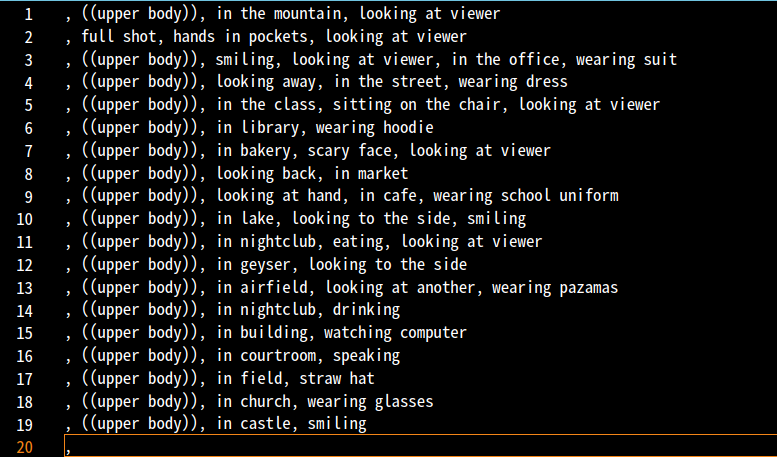 1 , ((upper body)), in the mountain, looking at viewer
2 , full shot, hands in pockets, looking at viewer
3 , ((upper body)), smiling, looking at viewer, in the office, wearing suit
4 , ((upper body)), looking away, in the street, wearing dress
5 , ((upper body)), in the class, sitting on the chair, looking at viewer
6 , ((upper body)), in library, wearing hoodie
7 , ((upper body)), in bakery, scary face, looking at viewer
8 , ((upper body)), looking back, in market
9 , ((upper body)), looking at hand, in cafe, wearing school uniform
10 , ((upper body)), in lake, looking to the side, smiling
11 , ((upper body)), in nightclub, eating, looking at viewer
12 , ((upper body)), in geyser, looking to the side
13 , ((upper body)), in airfield, looking at another, wearing pazamas
14 , ((upper body)), in nightclub, drinking
15 , ((upper body)), in building, watching computer
16 , ((upper body)), in courtroom, speaking
17 , ((upper body)), in field, straw hat
18 , ((upper body)), in church, wearing glasses
19 , ((upper body)), in castle, smiling
20 ,